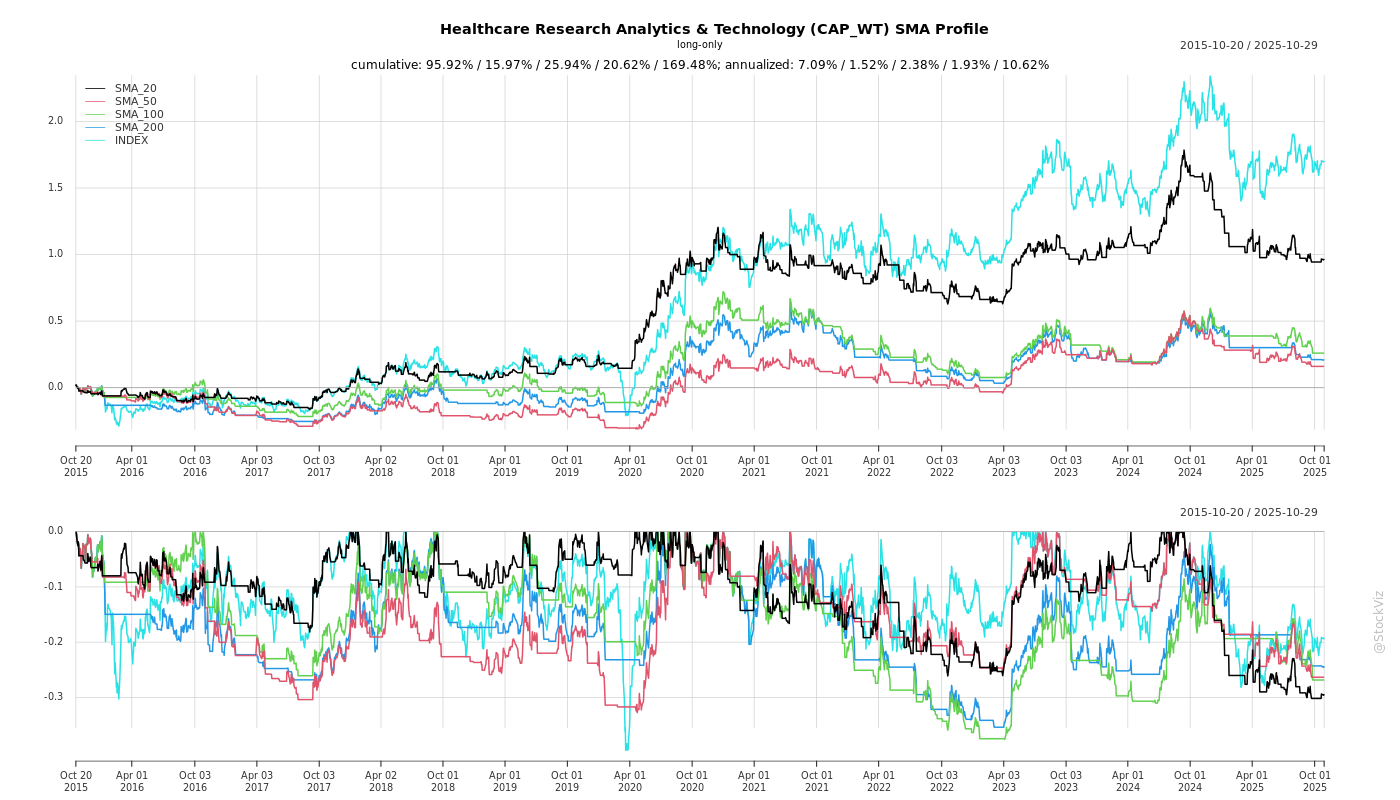 Healthcare Research Analytics & Technology (CAP_WT) SMA Profile
long-only
2015-10-20 / 2025-10-29
cumulative: 95.92% / 15.97% / 25.94% / 20.62% / 169.48%; annualized: 7.09% / 1.52% / 2.38% / 1.93% / 10.62%
SMA_20
SMA_50
SMA_100
SMA_200
INDEX
2.0
1.5
1.0
0.5
0.0
Oct 20 Apr 01 Oct 03 Apr 03 Oct 03 Apr 02 Oct 01 Apr 01 Oct 01 Apr 01 Oct 01 Apr 01 Oct 01 Apr 01 Oct 03 Apr 03 Oct 03 Apr 01 Oct 01 Apr 01 Oct 01
2015 2016 2016 2017 2017 2018 2018 2019 2019 2020 2020 2021 2021 2022 2022 2023 2023 2024 2024 2025 2025
2015-10-20 / 2025-10-29
0.0
-0.1
-0.2
-0.3
Oct 20 Apr 01 Oct 03 Apr 03 Oct 03 Apr 02 Oct 01 Apr 01 Oct 01 Apr 01 Oct 01 Apr 01 Oct 01 Apr 01 Oct 03 Apr 03 Oct 03 Apr 01 Oct 01 Apr 01 Oct 01
2015 2016 2016 2017 2017 2018 2018 2019 2019 2020 2020 2021 2021 2022 2022 2023 2023 2024 2024 2025 2025
@StockViz